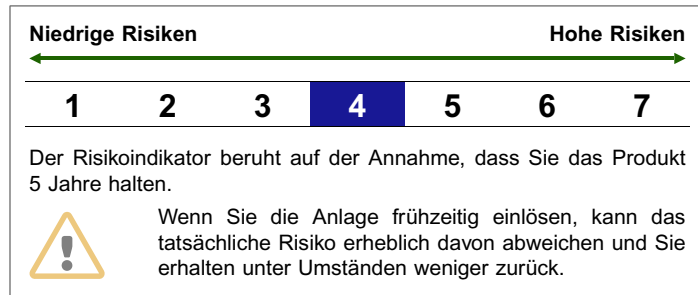 Niedrige Risiken Hohe Risiken
1 2 3 4 5 6 7
Der Risikoindikator beruht auf der Annahme, dass Sie das Produkt
5 Jahre halten.
Wenn Sie die Anlage frühzeitig einlösen, kann das
tatsächliche Risiko erheblich davon abweichen und Sie
erhalten unter Umständen weniger zurück.